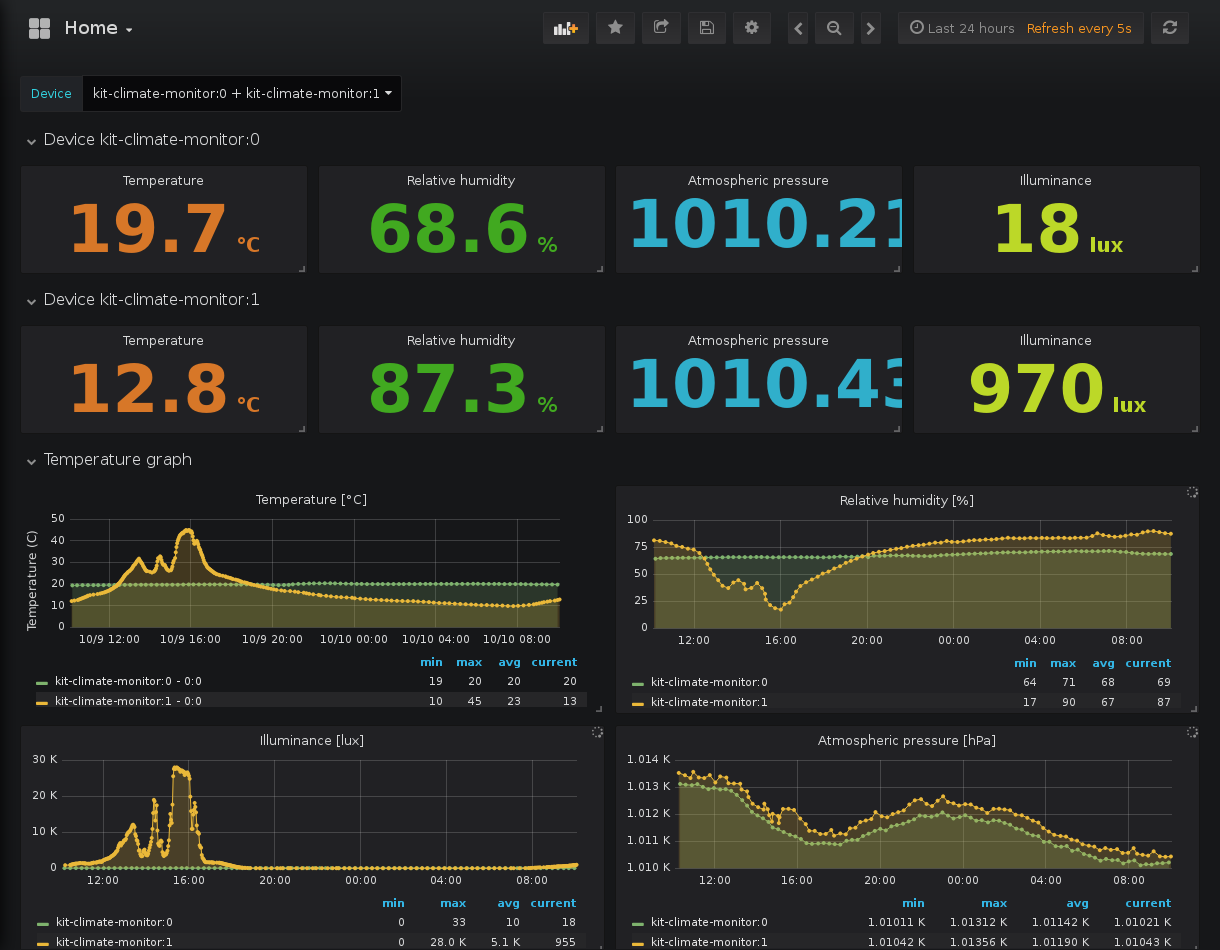 Home
Last 24 hours Refresh every 5s
Device kit-climate-monitor:0 + kit-climate-monitor:1
Device kit-climate-monitor:0
Temperature Relative humidity Atmospheric pressure Illuminance
19.7 °C 68.6 % 1010.21 18 lux
Device kit-climate-monitor:1
Temperature Relative humidity Atmospheric pressure Illuminance
12.8 °C 87.3 % 1010.43 970 lux
Temperature graph
Temperature [°C]
Temperature (C)
50
40
30
20
10
0
10/9 12:00 10/9 16:00 10/9 20:00 10/10 00:00 10/10 04:00 10/10 08:00
min max avg current
kit-climate-monitor:0 - 0:0 19 20 20 20
kit-climate-monitor:1 - 0:0 10 45 23 13
Relative humidity [%]
100
75
50
25
0
12:00 16:00 20:00 00:00 04:00 08:00
min max avg current
kit-climate-monitor:0 64 71 68 69
kit-climate-monitor:1 17 90 67 87
Illuminance [lux]
30 K
20 K
10 K
0
12:00 16:00 20:00 00:00 04:00 08:00
min max avg current
kit-climate-monitor:0 0 33 10 18
kit-climate-monitor:1 0 28.0 K 5.1 K 955
Atmospheric pressure [hPa]
1.014 K
1.013 K
1.012 K
1.011 K
1.010 K
12:00 16:00 20:00 00:00 04:00 08:00
min max avg current
kit-climate-monitor:0 1.01011 K 1.01312 K 1.01142 K 1.01021 K
kit-climate-monitor:1 1.01042 K 1.01356 K 1.01190 K 1.01043 K